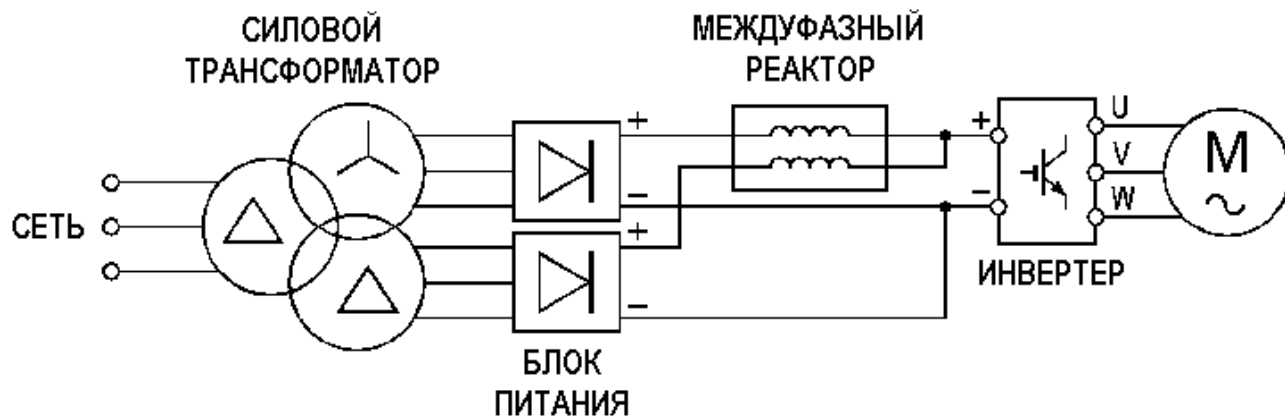 СИЛОВОЙ
ТРАНСФОРМАТОР
МЕЖДУФАЗНЫЙ
РЕАКТОР
СЕТЬ
+
−
+
−
+
−
U
V
W
M
~
ИНВЕРТЕР
БЛОК
ПИТАНИЯ